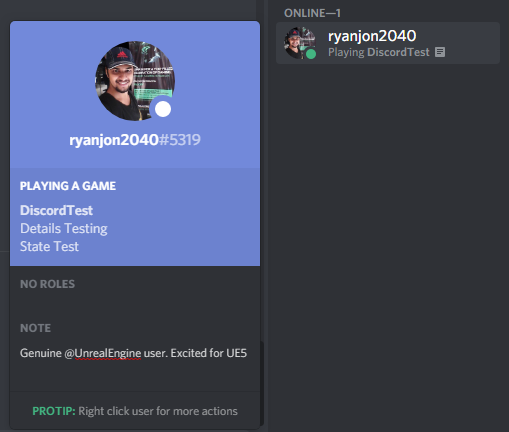 ryanjon2040#5319
PLAYING A GAME
DiscordTest
Details Testing
State Test
NO ROLES
NOTE
Genuine @UnrealEngine user. Excited for UE5
PROTIP: Right click user for more actions
ONLINE—1
ryanjon2040
Playing DiscordTest